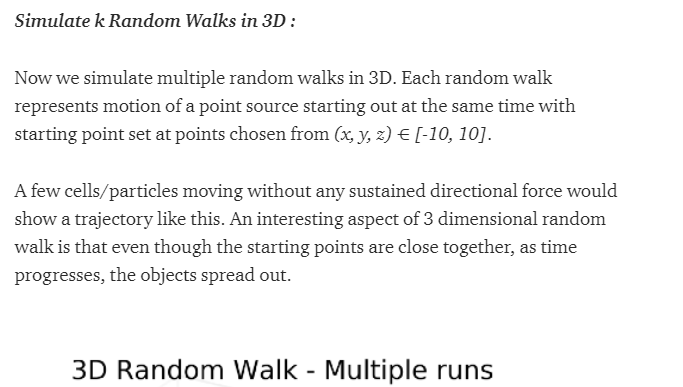 Simulate k Random Walks in 3D :
Now we simulate multiple random walks in 3D. Each random walk
represents motion of a point source starting out at the same time with
starting point set at points chosen from (x, y, z) ∈ [-10, 10].
A few cells/particles moving without any sustained directional force would
show a trajectory like this. An interesting aspect of 3 dimensional random
walk is that even though the starting points are close together, as time
progresses, the objects spread out.
3D Random Walk - Multiple runs